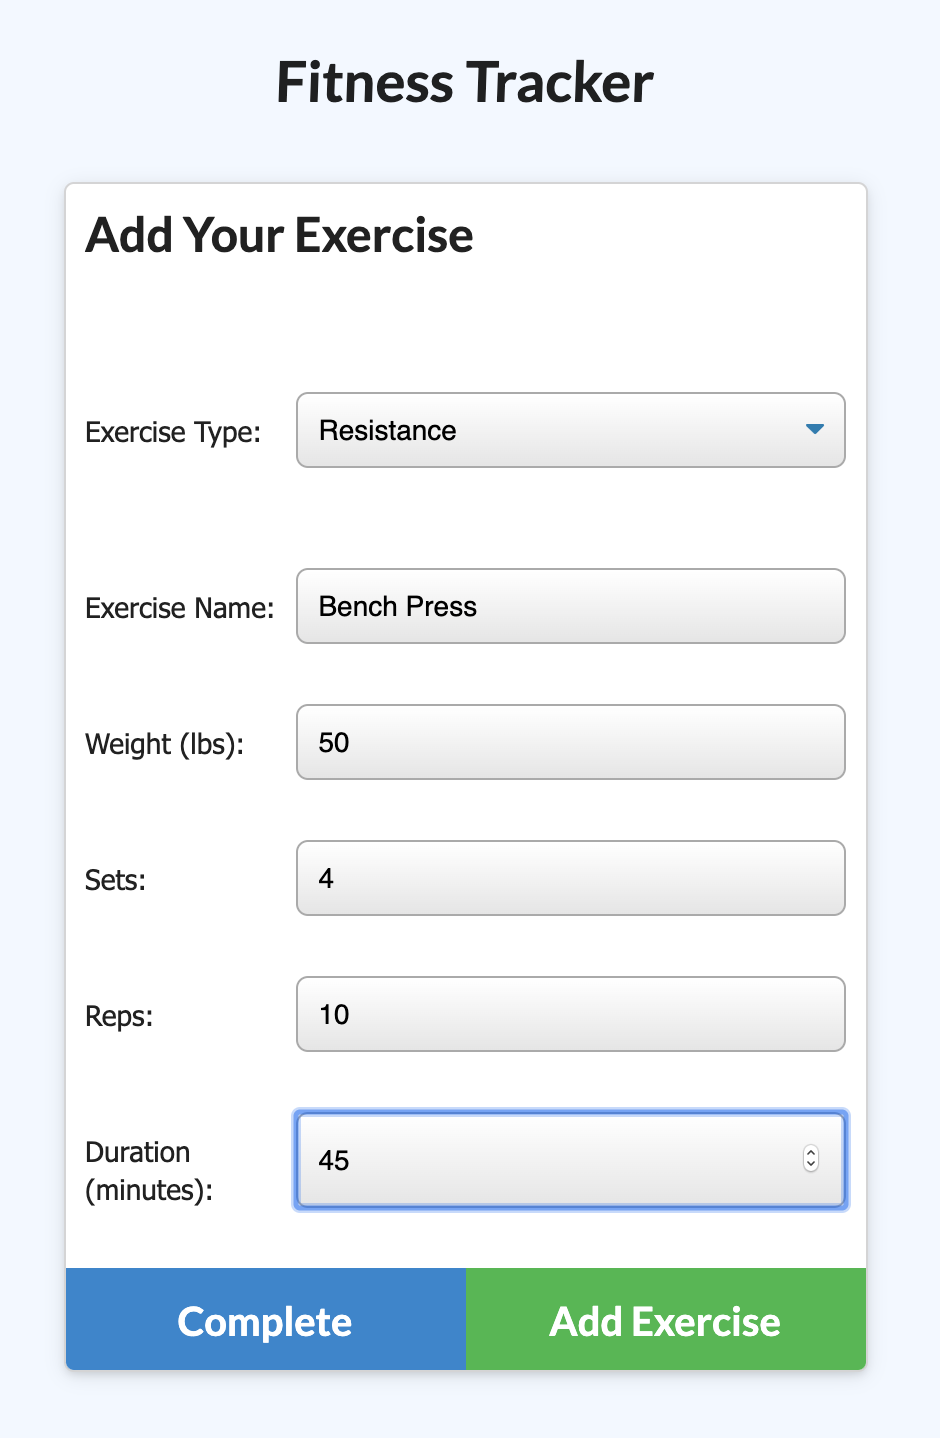 Fitness Tracker
Add Your Exercise
Exercise Type: Resistance
Exercise Name: Bench Press
Weight (lbs): 50
Sets: 4
Reps: 10
Duration
(minutes): 45
Complete Add Exercise